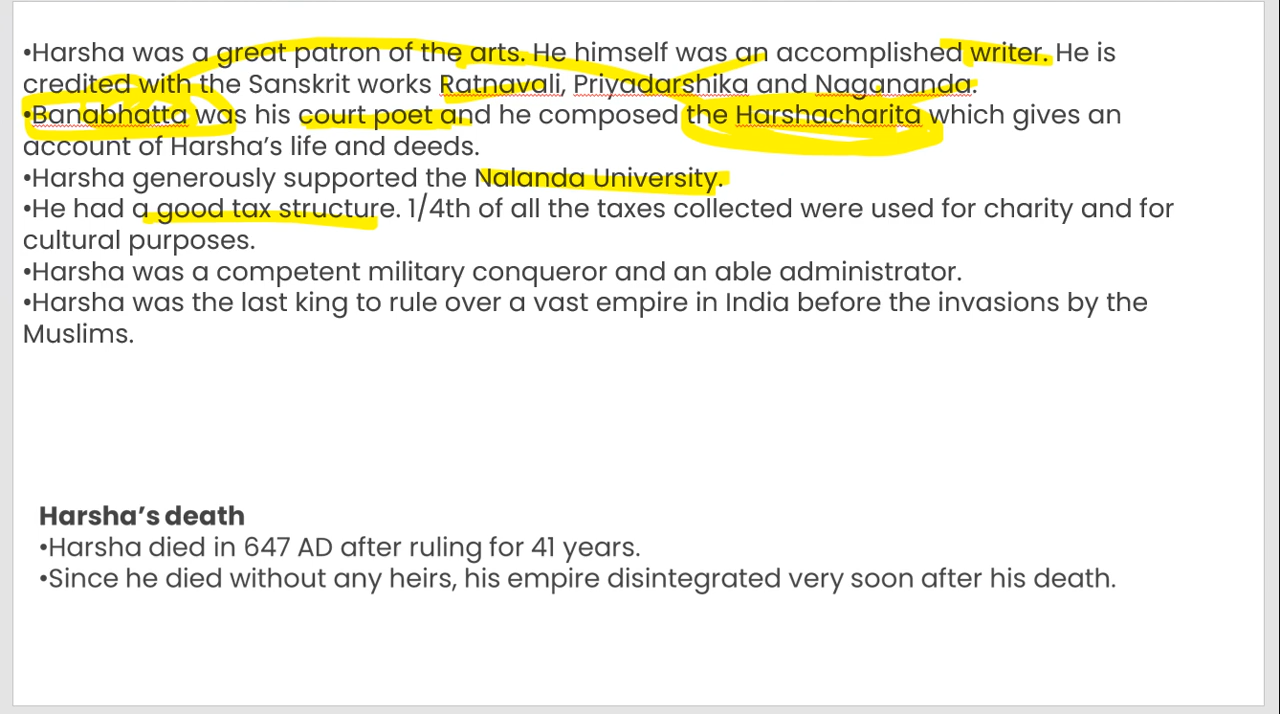 •Harsha was a great patron of the arts. He himself was an accomplished writer. He is
credited with the Sanskrit works Ratnavali, Priyadarshika and Nagananda.
•Banabhatta was his court poet and he composed the Harshacharita which gives an
account of Harsha’s life and deeds.
•Harsha generously supported the Nalanda University.
•He had a good tax structure. 1/4th of all the taxes collected were used for charity and for
cultural purposes.
•Harsha was a competent military conqueror and an able administrator.
•Harsha was the last king to rule over a vast empire in India before the invasions by the
Muslims.
Harsha’s death
•Harsha died in 647 AD after ruling for 41 years.
•Since he died without any heirs, his empire disintegrated very soon after his death.